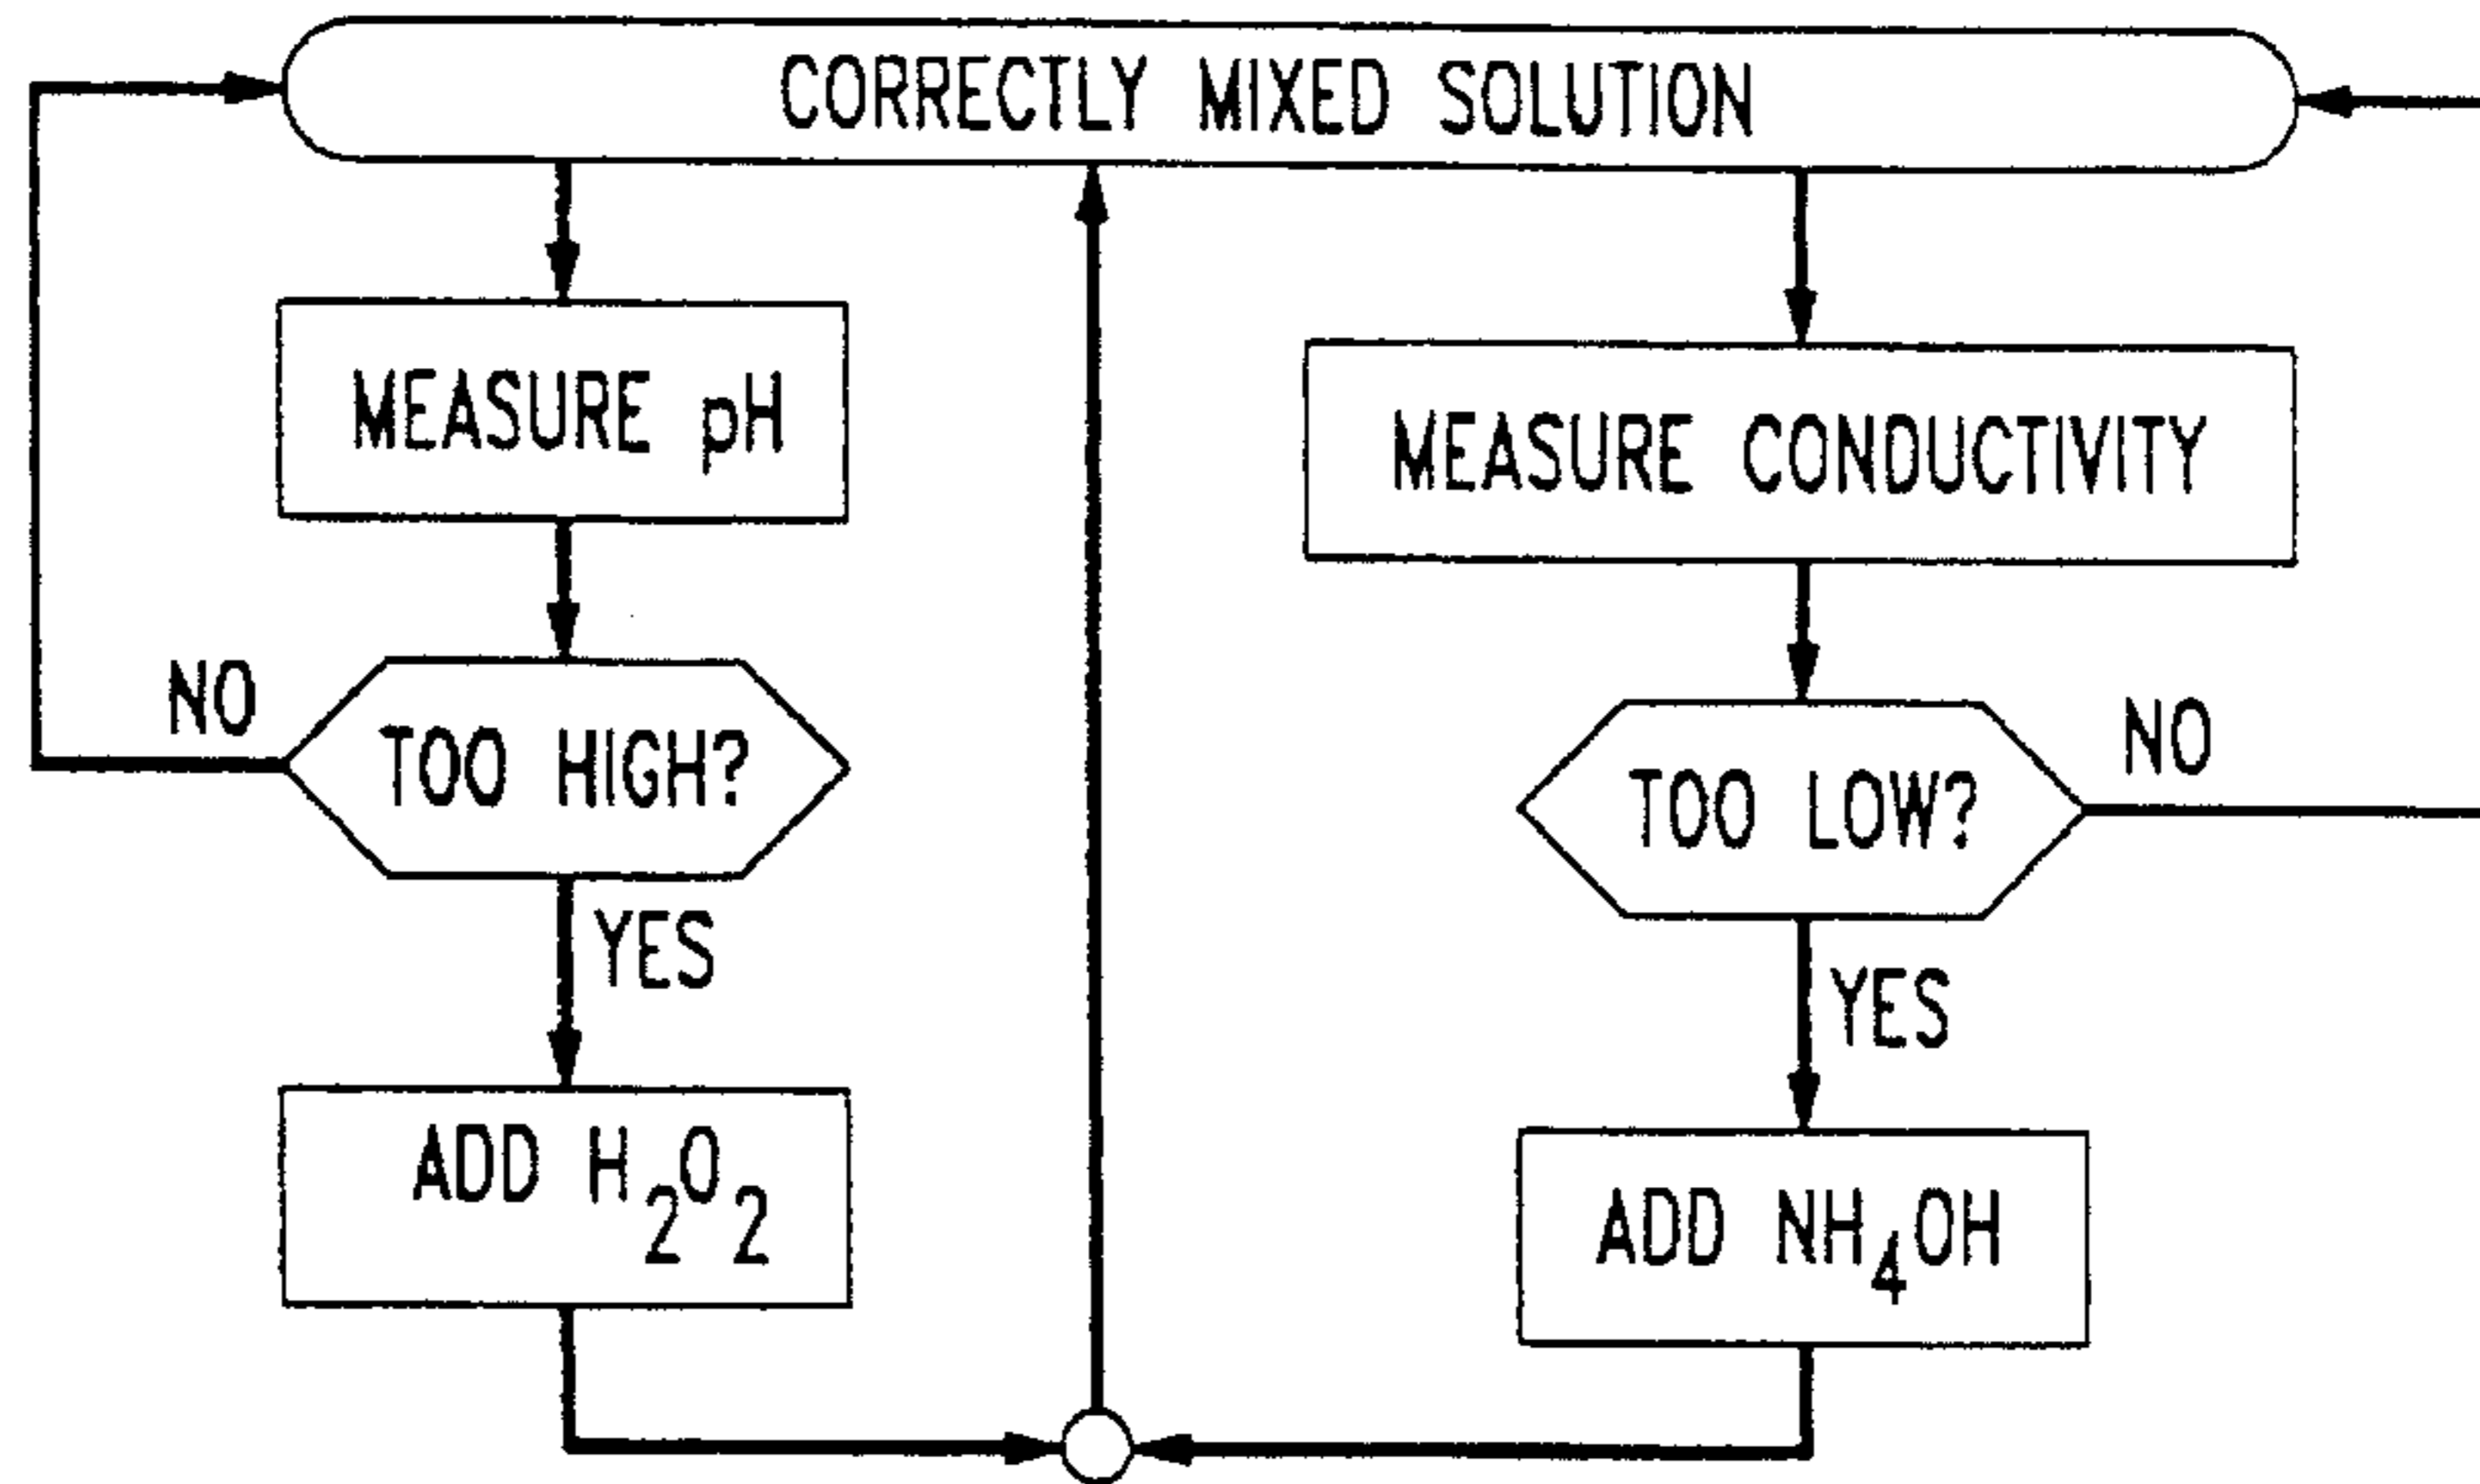 CORRECTLY MIXED SOLUTION
MEASURE pH
MEASURE CONDUCTIVITY
NO
TOO HIGH?
NO
TOO LOW?
YES
YES
ADD H₂O₂
ADD NH₄OH